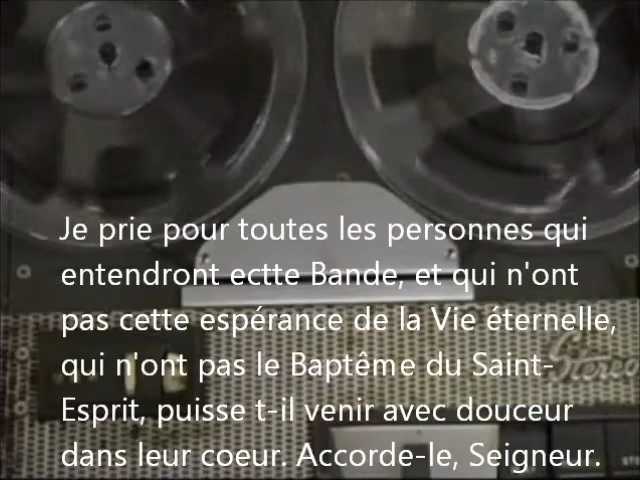 Je prie pour toutes les personnes qui
entendront ectte Bande, et qui n'ont
pas cette espérance de la Vie éternelle,
qui n'ont pas le Baptême du Saint-
Stereo
Esprit, puisse t-il venir avec douceur
dans leur coeur. Accorde-le, Seigneur.